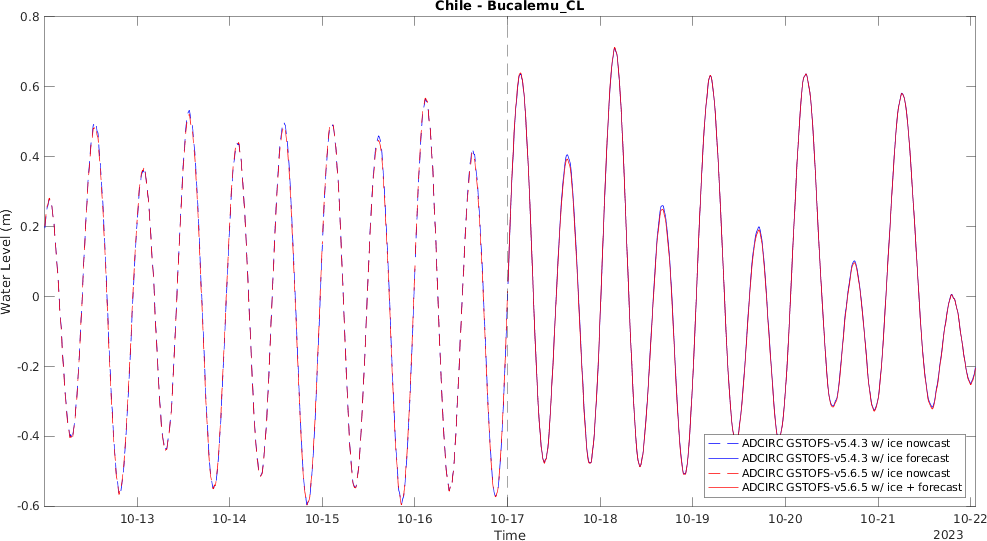 Chile - Bucalemu_CL
Water Level (m)
0.8
0.6
0.4
0.2
0
-0.2
-0.4
-0.6
10-13
10-14
10-15
10-16
10-17
10-18
10-19
10-20
10-21
10-22
Time
2023
ADCIRC GSTOFS-v5.4.3 w/ ice nowcast
ADCIRC GSTOFS-v5.4.3 w/ ice forecast
ADCIRC GSTOFS-v5.6.5 w/ ice nowcast
ADCIRC GSTOFS-v5.6.5 w/ ice + forecast